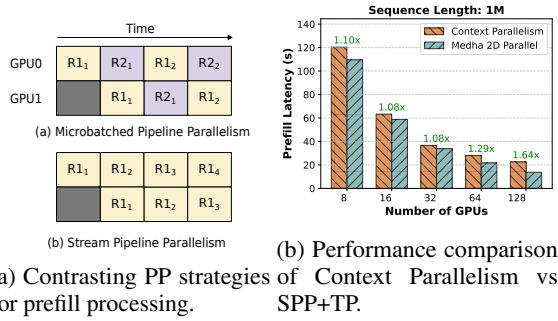 Time
GPU0 R1₁ R2₁ R1₂ R2₂
GPU1 R1₁ R2₁ R1₂
(a) Microbatched Pipeline Parallelism
R1₁ R1₂ R1₃ R1₄
R1₁ R1₂ R1₃
(b) Stream Pipeline Parallelism
a) Contrasting PP strategies
or prefill processing.
Sequence Length: 1M
Context Parallelism
Medha 2D Parallel
Prefill Latency (s)
140
120
100
80
60
40
20
0
1.10x
1.08x
1.08x
1.29x
1.64x
8 16 32 64 128
Number of GPUs
(b) Performance comparison
of Context Parallelism vs
SPP+TP.